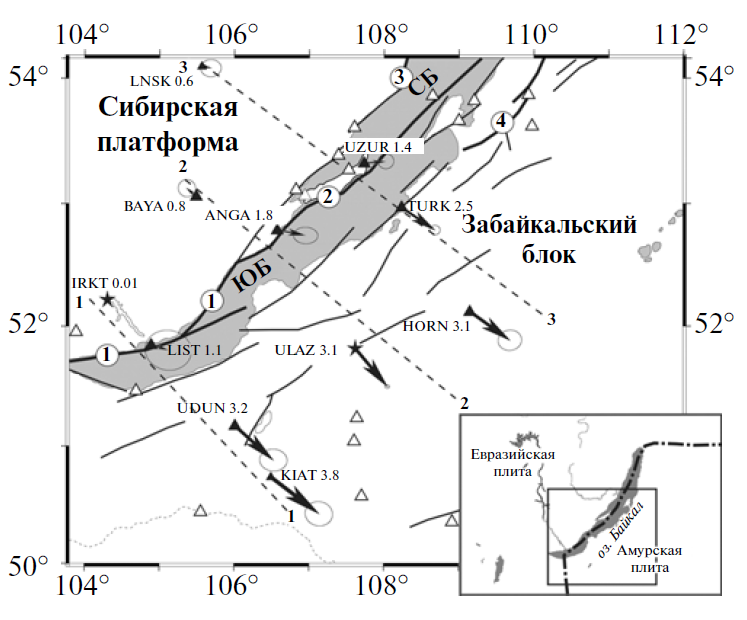 104° 106° 108° 110° 112°
54° 54°
3
LNSK 0.6
3
СБ
Сибирская
платформа
4
UZUR 1.4
2
BAYA 0.8
2
ANGA 1.8
TURK 2.5
Забайкальский
блок
ЮБ
IRKT 0.01
1
1
3
52° 52°
HORN 3.1
1
LIST 1.1
ULAZ 3.1
2
UDUN 3.2
KIAT 3.8
1
Евразийская
плита
оз. Байкал
Амурская
плита
50°
104° 106° 108° 110° 112°